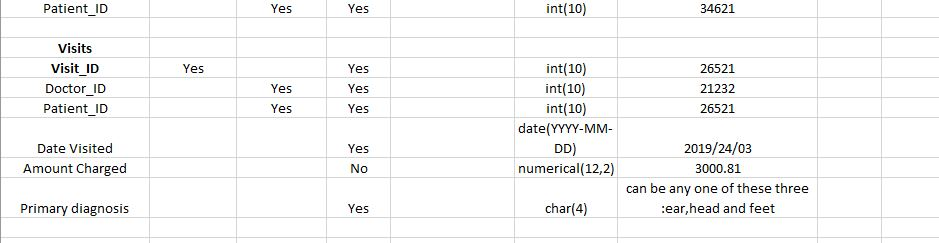 Patient_ID Yes Yes int(10) 34621
Visits
Visit_ID Yes Yes int(10) 26521
Doctor_ID Yes Yes int(10) 21232
Patient_ID Yes Yes int(10) 26521
date(YYYY-MM-
Date Visited Yes DD) 2019/24/03
Amount Charged No numerical(12,2) 3000.81
can be any one of these three
Primary diagnosis Yes char(4) :ear,head and feet